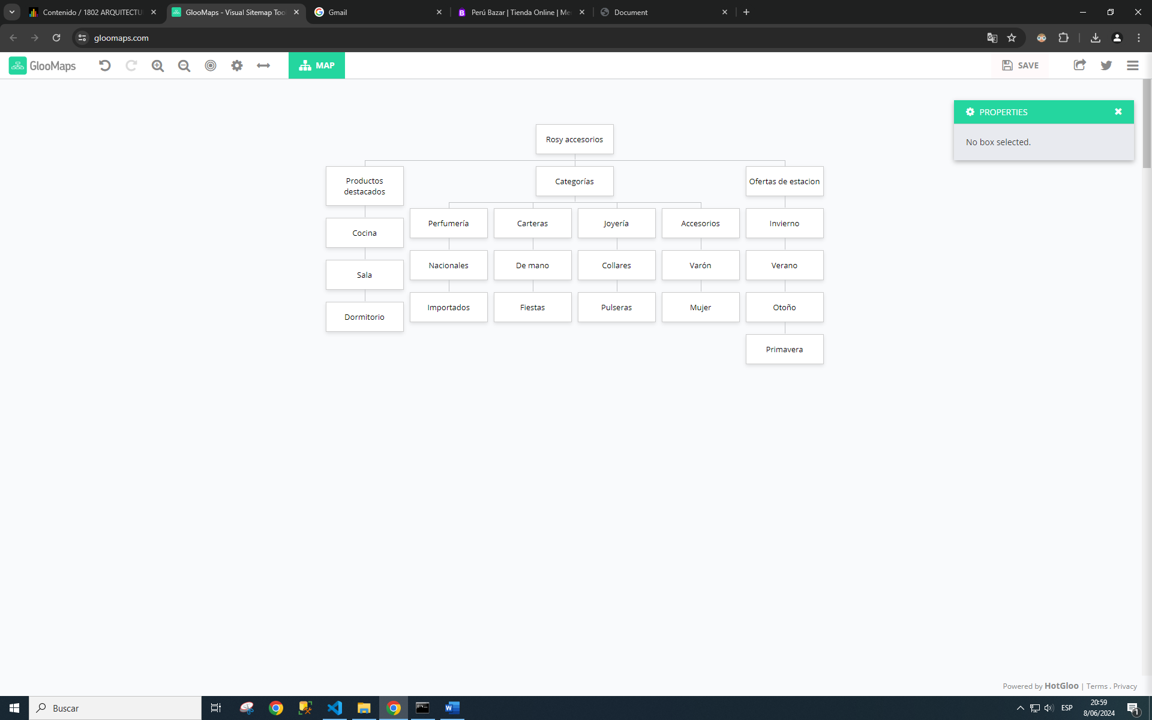 Contenido / 1802 ARQUITECTU
GlooMaps - Visual Sitemap Too
Gmail
Perú Bazar | Tienda Online | Me
Document
gloomaps.com
GlooMaps
MAP
SAVE
PROPERTIES
No box selected.
Rosy accesorios
Productos
destacados
Categorías
Ofertas de estacion
Perfumería
Carteras
Joyería
Accesorios
Invierno
Cocina
Nacionales
De mano
Collares
Varón
Verano
Sala
Importados
Fiestas
Pulseras
Mujer
Otoño
Dormitorio
Primavera
Powered by HotGloo | Terms . Privacy
Buscar
ESP
20:59
8/06/2024
1